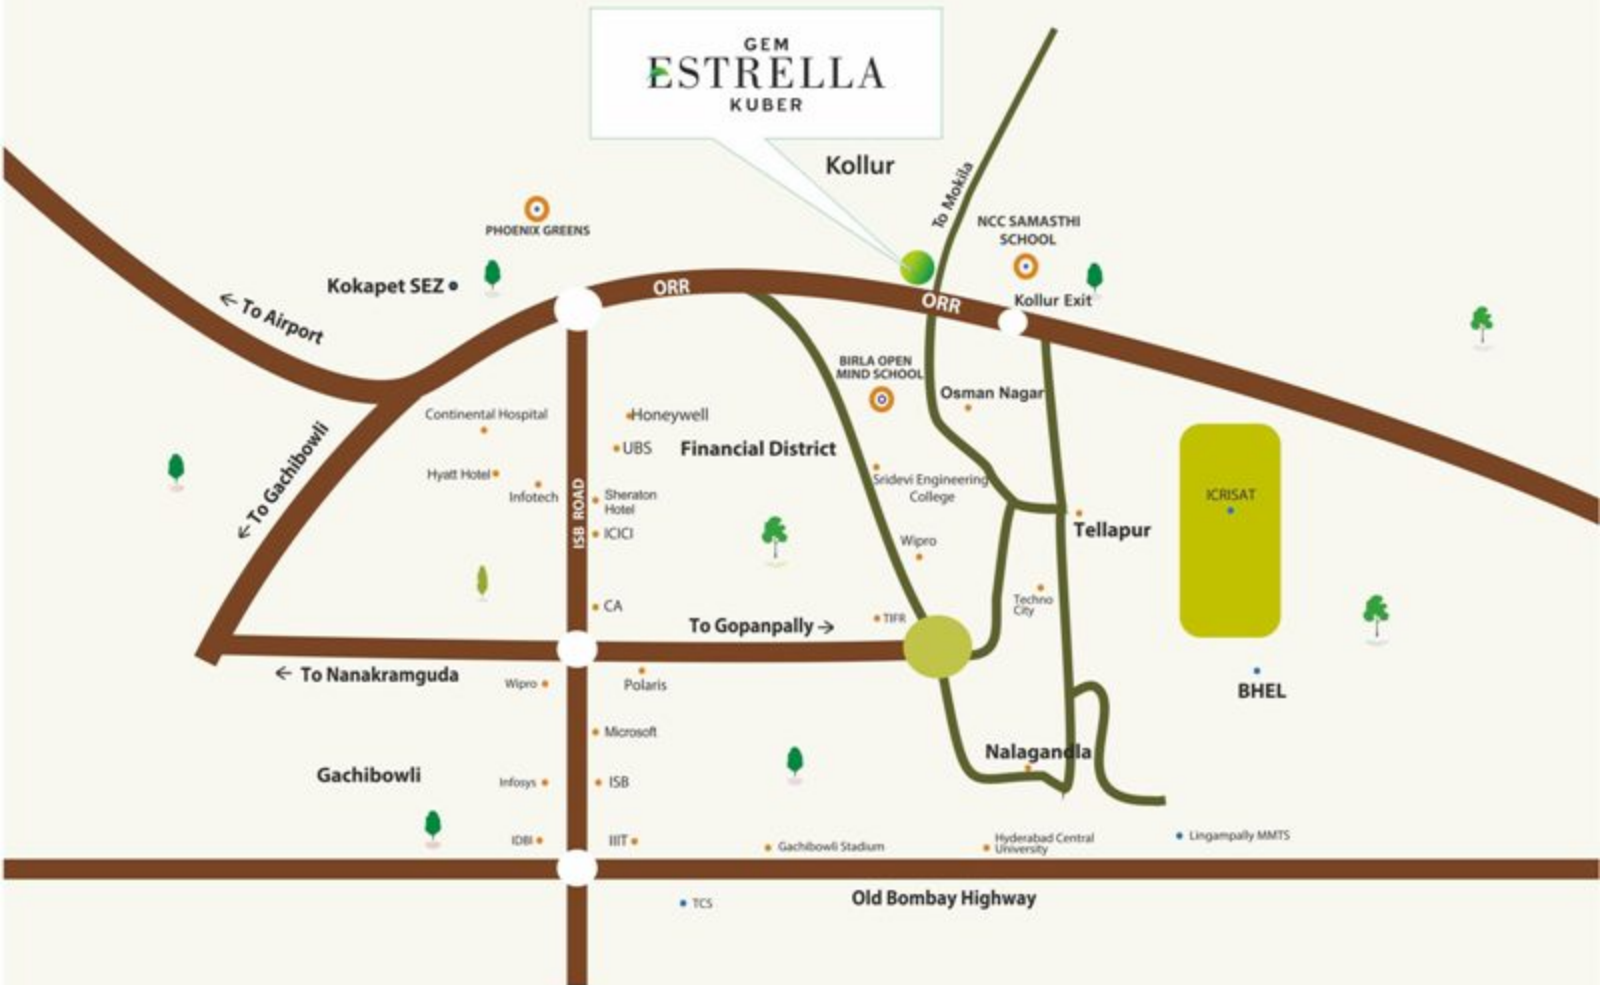 GEM
ESTRELLA
KUBER
Kollur
To Mokila
NCC SAMASTHI
SCHOOL
PHOENIX GREENS
Kokapet SEZ
← To Airport
ORR
ORR
Kollur Exit
BIRLA OPEN
MIND SCHOOL
Osman Nagar
Continental Hospital
Honeywell
UBS
Financial District
← To Gachibowli
Hyatt Hotel
Infotech
ISB ROAD
Sheraton
Hotel
ICICI
Sridevi Engineering
College
ICRISAT
Wipro
Tellapur
CA
Techno
City
To Gopanpally →
TIFR
← To Nanakramguda
Wipro
Polaris
BHEL
Microsoft
Nalagandla
Gachibowli
Infosys
ISB
IDBI
IIIT
Gachibowli Stadium
Hyderabad Central
University
Lingampally MMTS
Old Bombay Highway
TCS